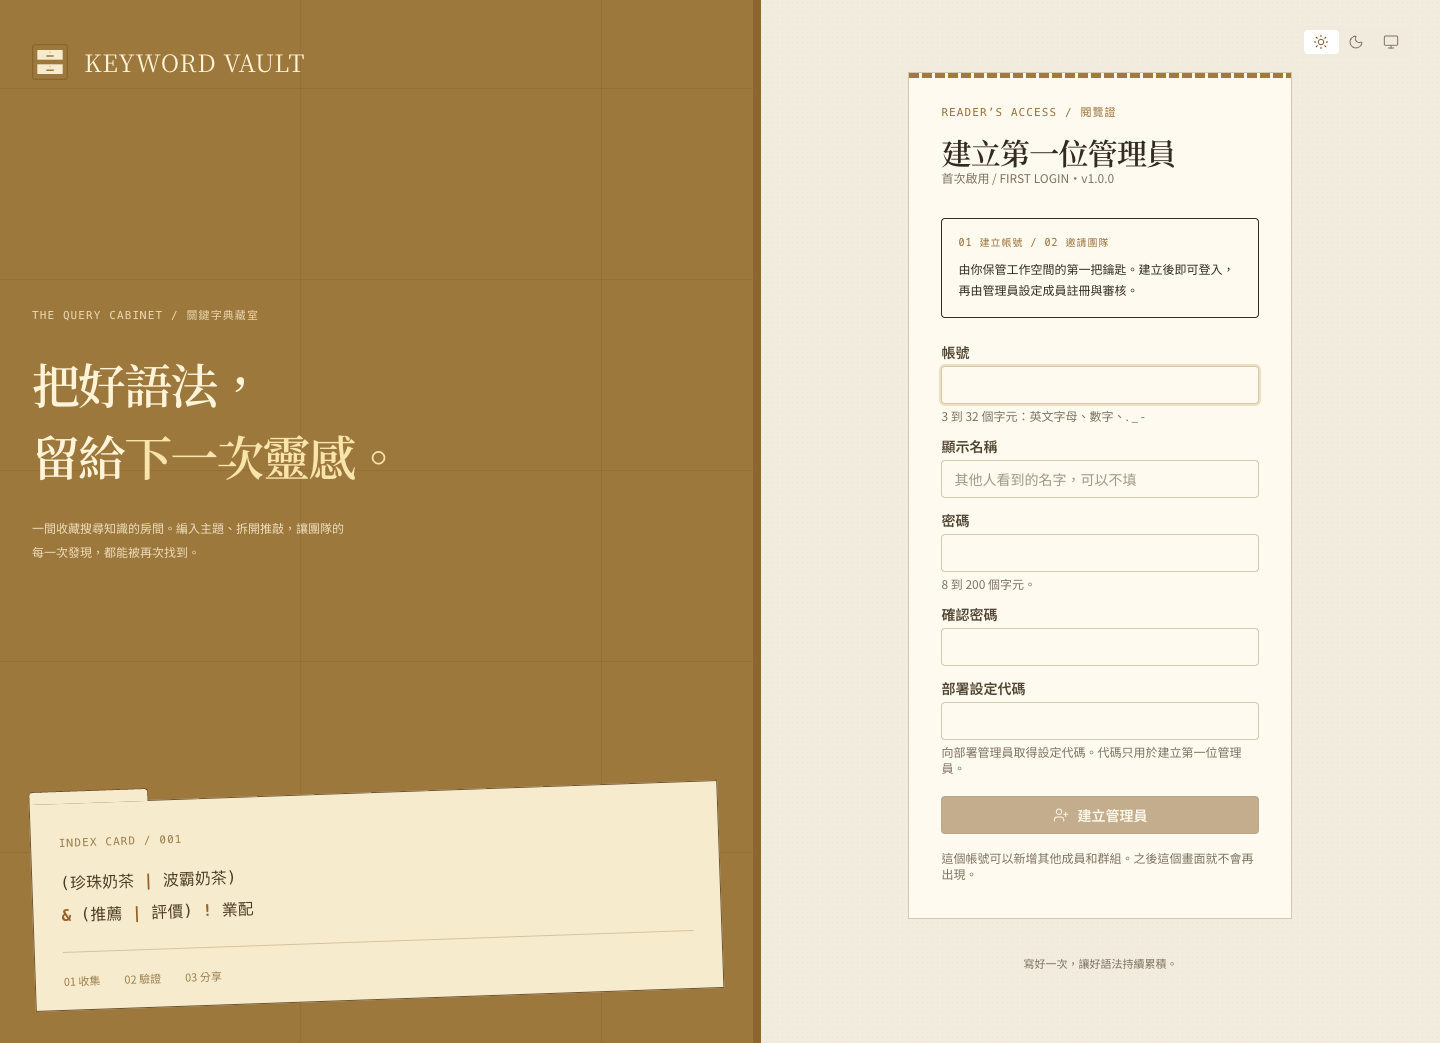 KEYWORD VAULT
THE QUERY CABINET / 關鍵字典藏室
把好語法，
留給下一次靈感。
一間收藏搜尋知識的房間。編入主題、拆開推敲，讓團隊的
每一次發現，都能被再次找到。
INDEX CARD / 001
(珍珠奶茶 | 波霸奶茶)
& (推薦 | 評價) ! 業配
01 收集 02 驗證 03 分享
READER’S ACCESS / 閱覽證
建立第一位管理員
首次啟用 / FIRST LOGIN・v1.0.0
01 建立帳號 / 02 邀請團隊
由你保管工作空間的第一把鑰匙。建立後即可登入，
再由管理員設定成員註冊與審核。
帳號
3 到 32 個字元：英文字母、數字、. _ -
顯示名稱
其他人看到的名字，可以不填
密碼
8 到 200 個字元。
確認密碼
部署設定代碼
向部署管理員取得設定代碼。代碼只用於建立第一位管理
員。
建立管理員
這個帳號可以新增其他成員和群組。之後這個畫面就不會再
出現。
寫好一次，讓好語法持續累積。